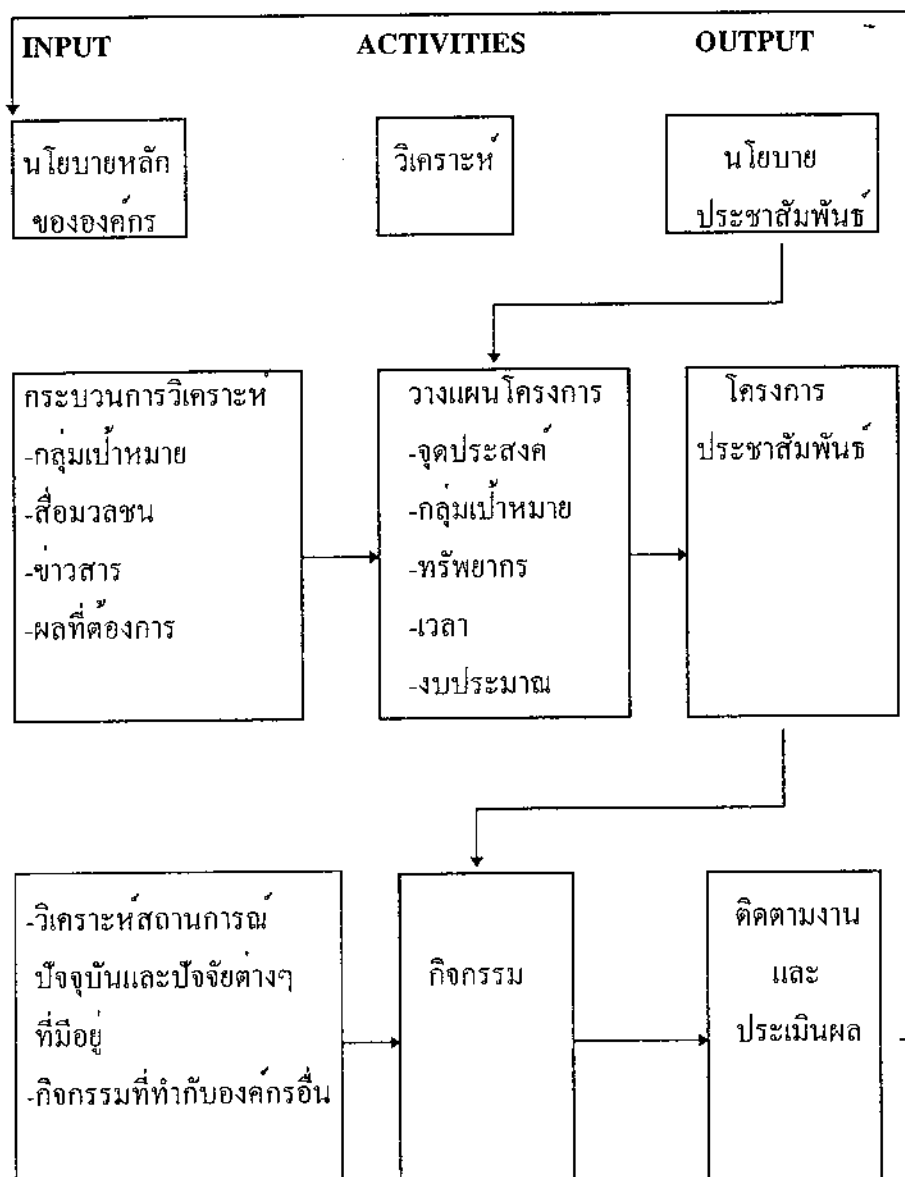 INPUT ACTIVITIES OUTPUT
นโยบายหลัก
ขององค์กร
วิเคราะห์
นโยบาย
ประชาสัมพันธ์
กระบวนการวิเคราะห์
-กลุ่มเป้าหมาย
-สื่อมวลชน
-ข่าวสาร
-ผลที่ต้องการ
วางแผนโครงการ
-จุดประสงค์
-กลุ่มเป้าหมาย
-ทรัพยากร
-เวลา
-งบประมาณ
โครงการ
ประชาสัมพันธ์
-วิเคราะห์สถานการณ์
ปัจจุบันและปัจจัยต่างๆ
ที่มีอยู่
-กิจกรรมที่ทำกับองค์กรอื่น
กิจกรรม
ติดตามงาน
และ
ประเมินผล